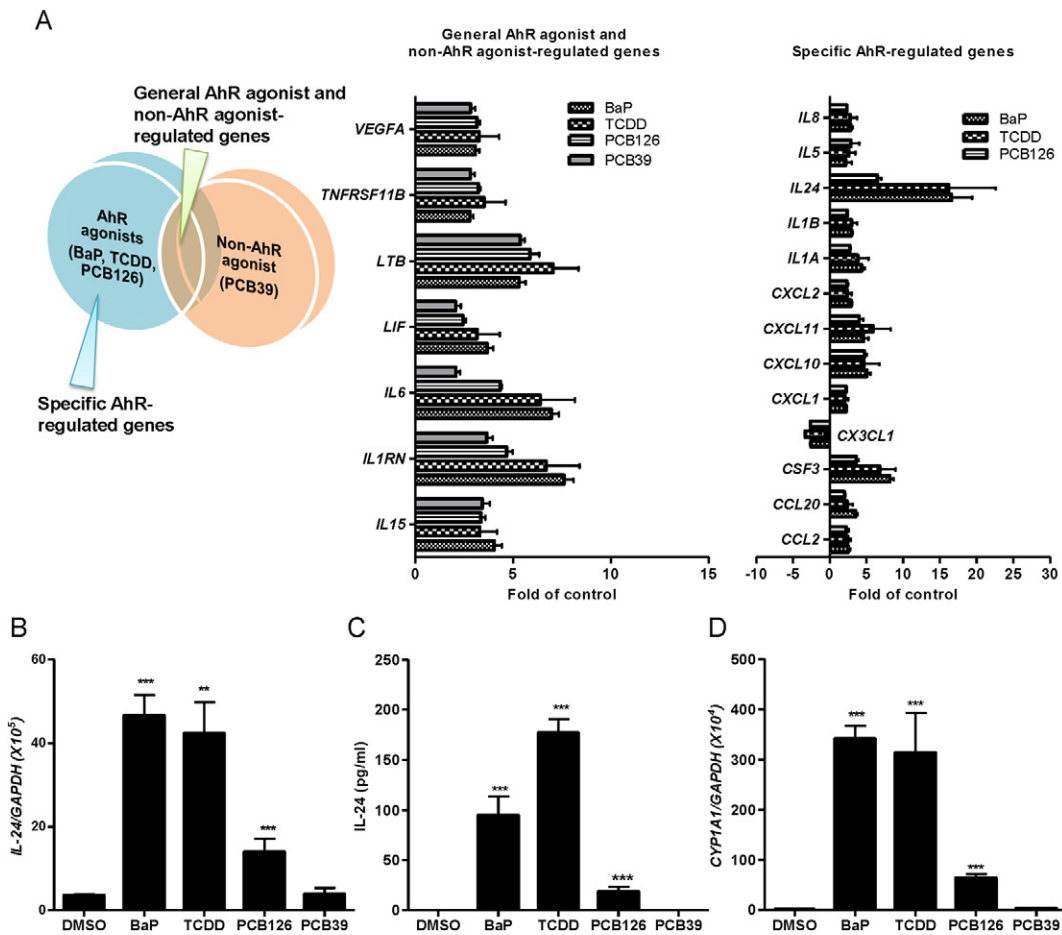 A
General AhR agonist and
non-AhR agonist-
regulated genes
AhR
agonists
(BaP, TCDD,
PCB126)
Non-AhR
agonist
(PCB39)
Specific AhR-
regulated genes
General AhR agonist and
non-AhR agonist-regulated genes
BaP
TCDD
PCB126
PCB39
VEGFA
TNFRSF11B
LTB
LIF
IL6
IL1RN
IL15
0 5 10 15
Fold of control
Specific AhR-regulated genes
BaP
TCDD
PCB126
IL8
IL5
IL24
IL1B
IL1A
CXCL2
CXCL11
CXCL10
CXCL1
CX3CL1
CSF3
CCL20
CCL2
-10 -5 0 5 10 15 20 25 30
Fold of control
B
IL-24/GAPDH (X10⁵)
60
40
20
0
*** ** ***
DMSO BaP TCDD PCB126 PCB39
C
IL-24 (pg/ml)
250
200
150
100
50
0
*** *** ***
DMSO BaP TCDD PCB126 PCB39
D
CYP1A1/GAPDH (X10⁴)
500
400
300
200
100
0
*** *** ***
DMSO BaP TCDD PCB126 PCB39